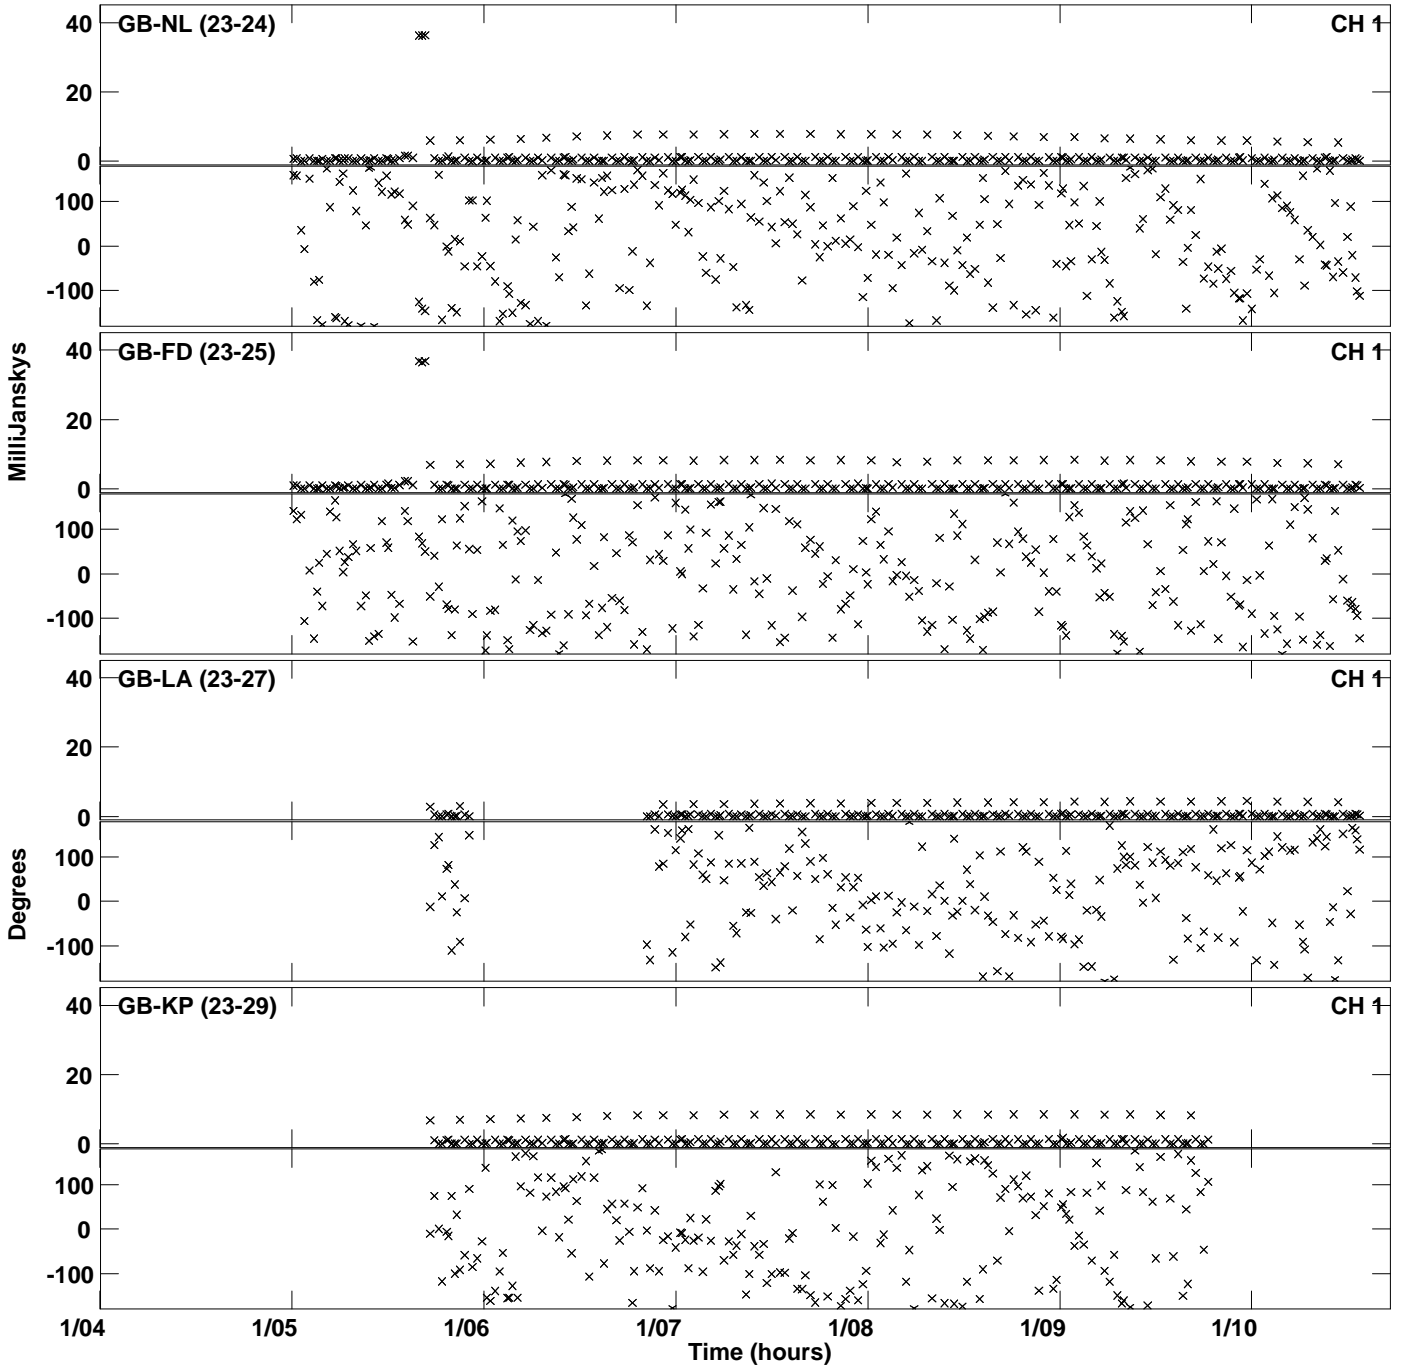 40 GB-NL (23-24) CH 1
20
0
100
0
-100
40 GB-FD (23-25) CH 1
20
0
100
0
-100
MilliJanskys
40 GB-LA (23-27) CH 1
20
0
100
0
-100
Degrees
40 GB-KP (23-29) CH 1
20
0
100
0
-100
1/04 1/05 1/06 1/07 1/08 1/09 1/10
Time (hours)